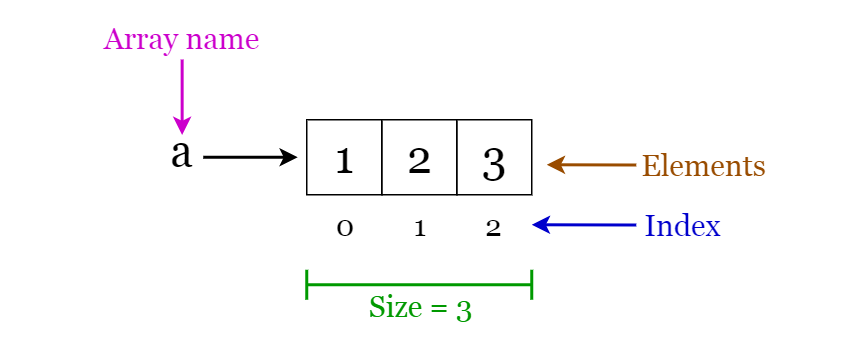 Array name
a
1 2 3
Elements
0 1 2
Index
Size = 3